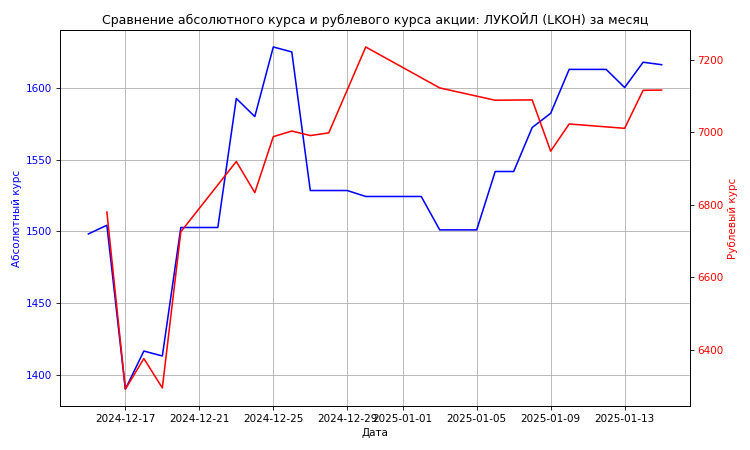 Сравнение абсолютного курса и рублевого курса акции: ЛУКОЙЛ (LKOH) за месяц
Абсолютный курс
1600
1550
1500
1450
1400
7200
7000
6800
6600
6400
Рублевый курс
2024-12-17 2024-12-21 2024-12-25 2024-12-29 2025-01-01 2025-01-05 2025-01-09 2025-01-13
Дата